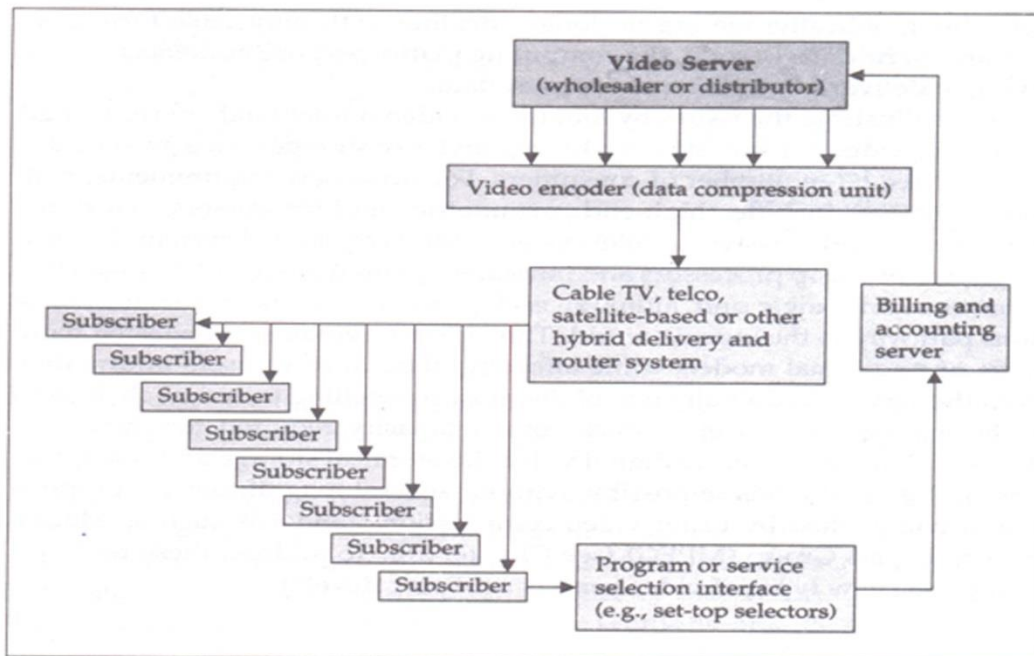 Video Server
(wholesaler or distributor)
Video encoder (data compression unit)
Cable TV, telco,
satellite-based or other
hybrid delivery and
router system
Billing and
accounting
server
Subscriber
Subscriber
Subscriber
Subscriber
Subscriber
Subscriber
Subscriber
Subscriber
Program or service
selection interface
(e.g., set-top selectors)